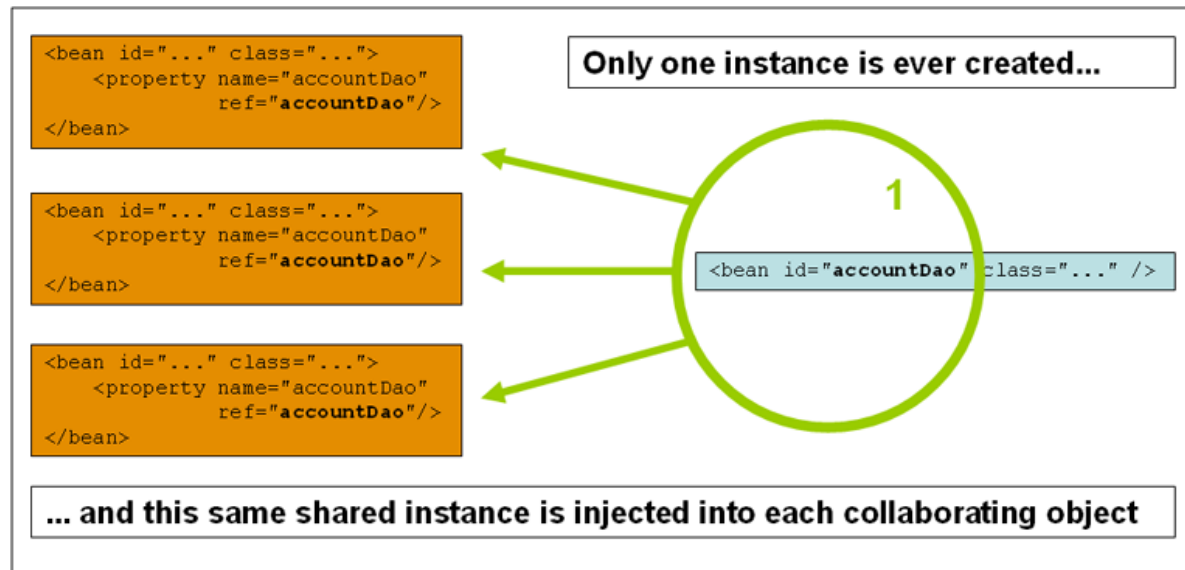 <bean id="..." class="...">
    <property name="accountDao"
              ref="accountDao"/>
</bean>
Only one instance is ever created...
<bean id="..." class="...">
    <property name="accountDao"
              ref="accountDao"/>
</bean>
1
<bean id="accountDao" class="..." />
<bean id="..." class="...">
    <property name="accountDao"
              ref="accountDao"/>
</bean>
... and this same shared instance is injected into each collaborating object